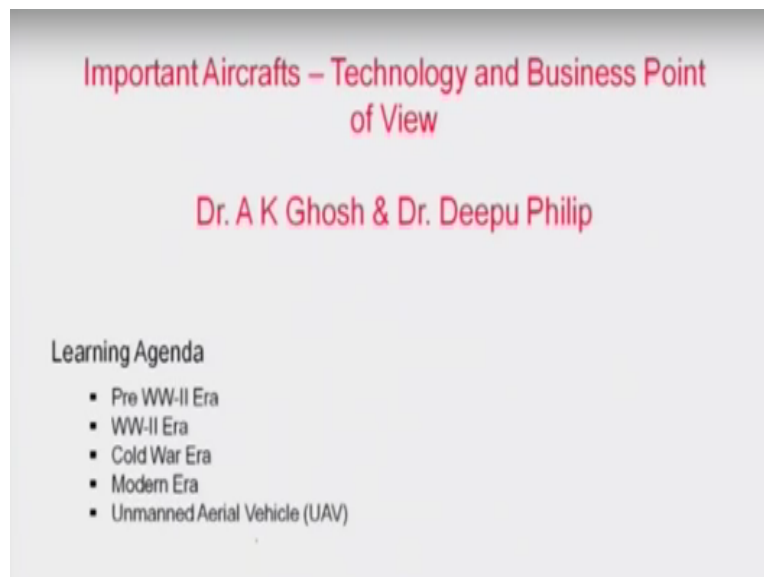 Important Aircrafts – Technology and Business Point
of View
Dr. A K Ghosh & Dr. Deepu Philip
Learning Agenda
▪ Pre WW-II Era
▪ WW-II Era
▪ Cold War Era
▪ Modern Era
▪ Unmanned Aerial Vehicle (UAV)